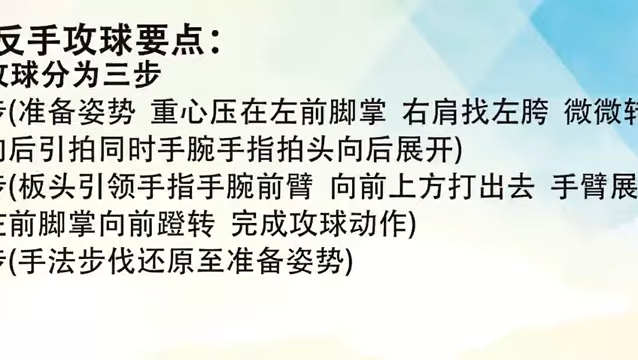 反手攻球要点：
攻球分为三步
步(准备姿势 重心压在左前脚掌 右肩找左胯 微微转
向后引拍同时手腕手指拍头向后展开)
步(板头引领手指手腕前臂 向前上方打出去 手臂展
左前脚掌向前蹬转 完成攻球动作)
步(手法步伐还原至准备姿势)